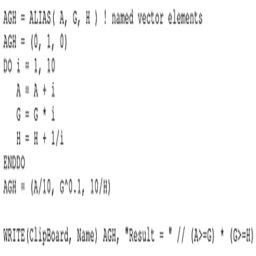 AGH = ALIAS( A, G, H ) ! named vector elements
AGH = (0, 1, 0)
DO i = 1, 10
   A = A + i
   G = G * i
   H = H + 1/i
ENDDO
AGH = (A/10, G^0.1, 10/H)

WRITE(ClipBoard, Name) AGH, "Result = " // (A>=G) * (G>=H)